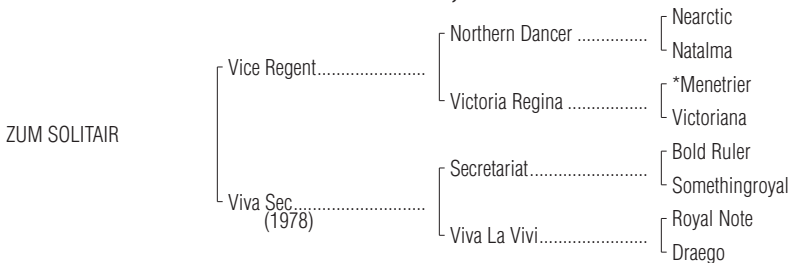 Nearctic
Northern Dancer ...............
Natalma
Vice Regent.......................
*Menetrier
Victoria Regina .................
Victoriana
ZUM SOLITAIR
Bold Ruler
Secretariat.........................
Somethingroyal
Viva Sec............................
(1978)
Royal Note
Viva La Vivi.......................
Draego